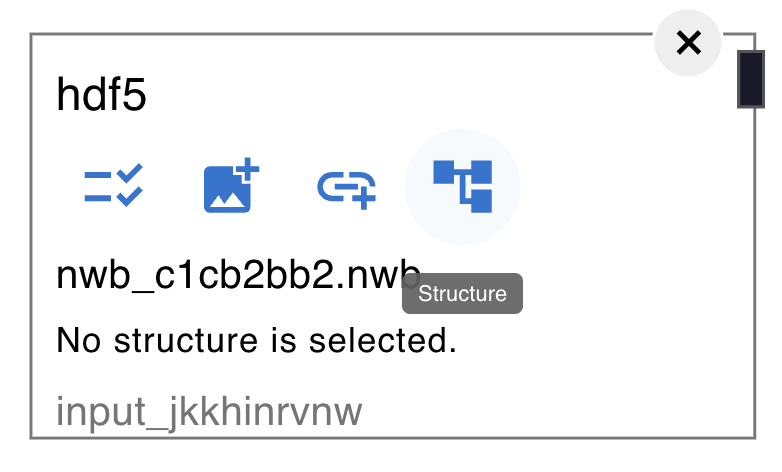 hdf5
nwb_c1cb2bb2.nwb
Structure
No structure is selected.
input_jkkhinrvnw